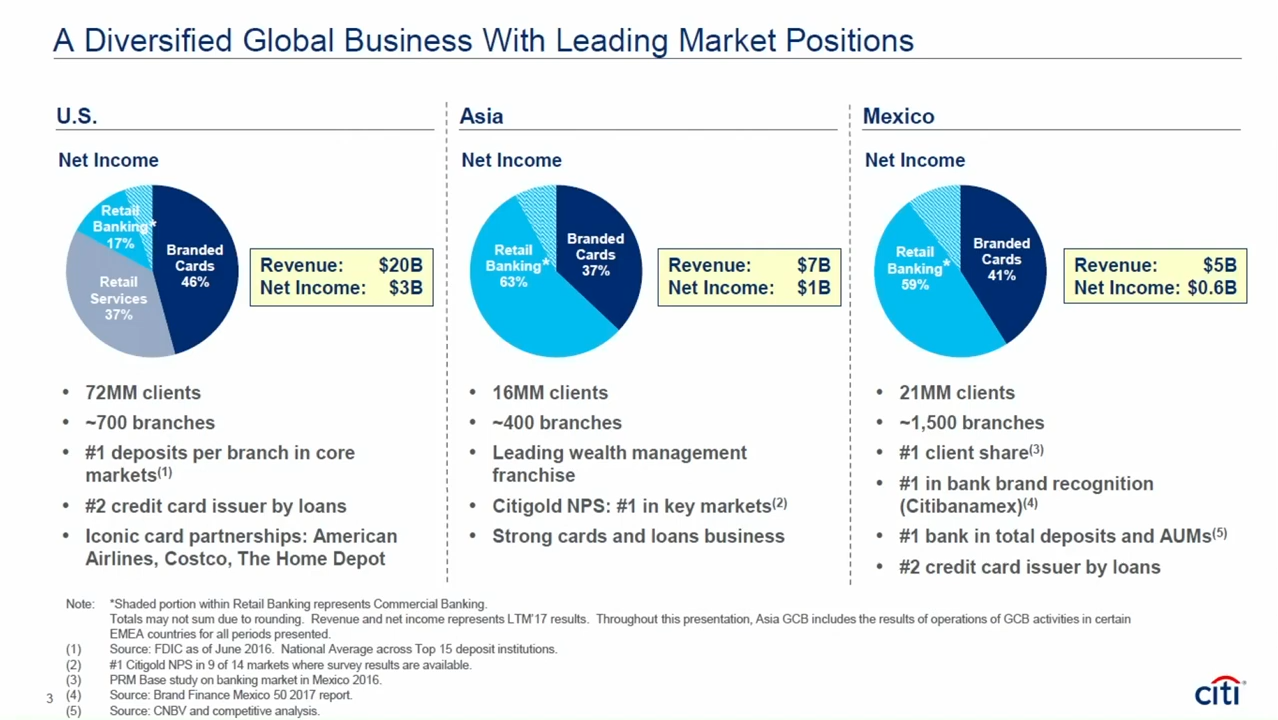 A Diversified Global Business With Leading Market Positions
U.S.
Net Income
Retail
Banking*
17%
Branded
Cards
46%
Retail
Services
37%
Revenue: $20B
Net Income: $3B
• 72MM clients
• ~700 branches
• #1 deposits per branch in core
markets(1)
• #2 credit card issuer by loans
• Iconic card partnerships: American
Airlines, Costco, The Home Depot
Asia
Net Income
Retail
Banking*
63%
Branded
Cards
37%
Revenue: $7B
Net Income: $1B
• 16MM clients
• ~400 branches
• Leading wealth management
franchise
• Citigold NPS: #1 in key markets(2)
• Strong cards and loans business
Mexico
Net Income
Retail
Banking*
59%
Branded
Cards
41%
Revenue: $5B
Net Income: $0.6B
• 21MM clients
• ~1,500 branches
• #1 client share(3)
• #1 in bank brand recognition
(Citibanamex)(4)
• #1 bank in total deposits and AUMs(5)
• #2 credit card issuer by loans
Note: *Shaded portion within Retail Banking represents Commercial Banking.
Totals may not sum due to rounding. Revenue and net income represents LTM'17 results. Throughout this presentation, Asia GCB includes the results of operations of GCB activities in certain
EMEA countries for all periods presented.
(1) Source: FDIC as of June 2016. National Average across Top 15 deposit institutions.
(2) #1 Citigold NPS in 9 of 14 markets where survey results are available.
(3) PRM Base study on banking market in Mexico 2016.
(4) Source: Brand Finance Mexico 50 2017 report.
(5) Source: CNBV and competitive analysis.
3
citi®